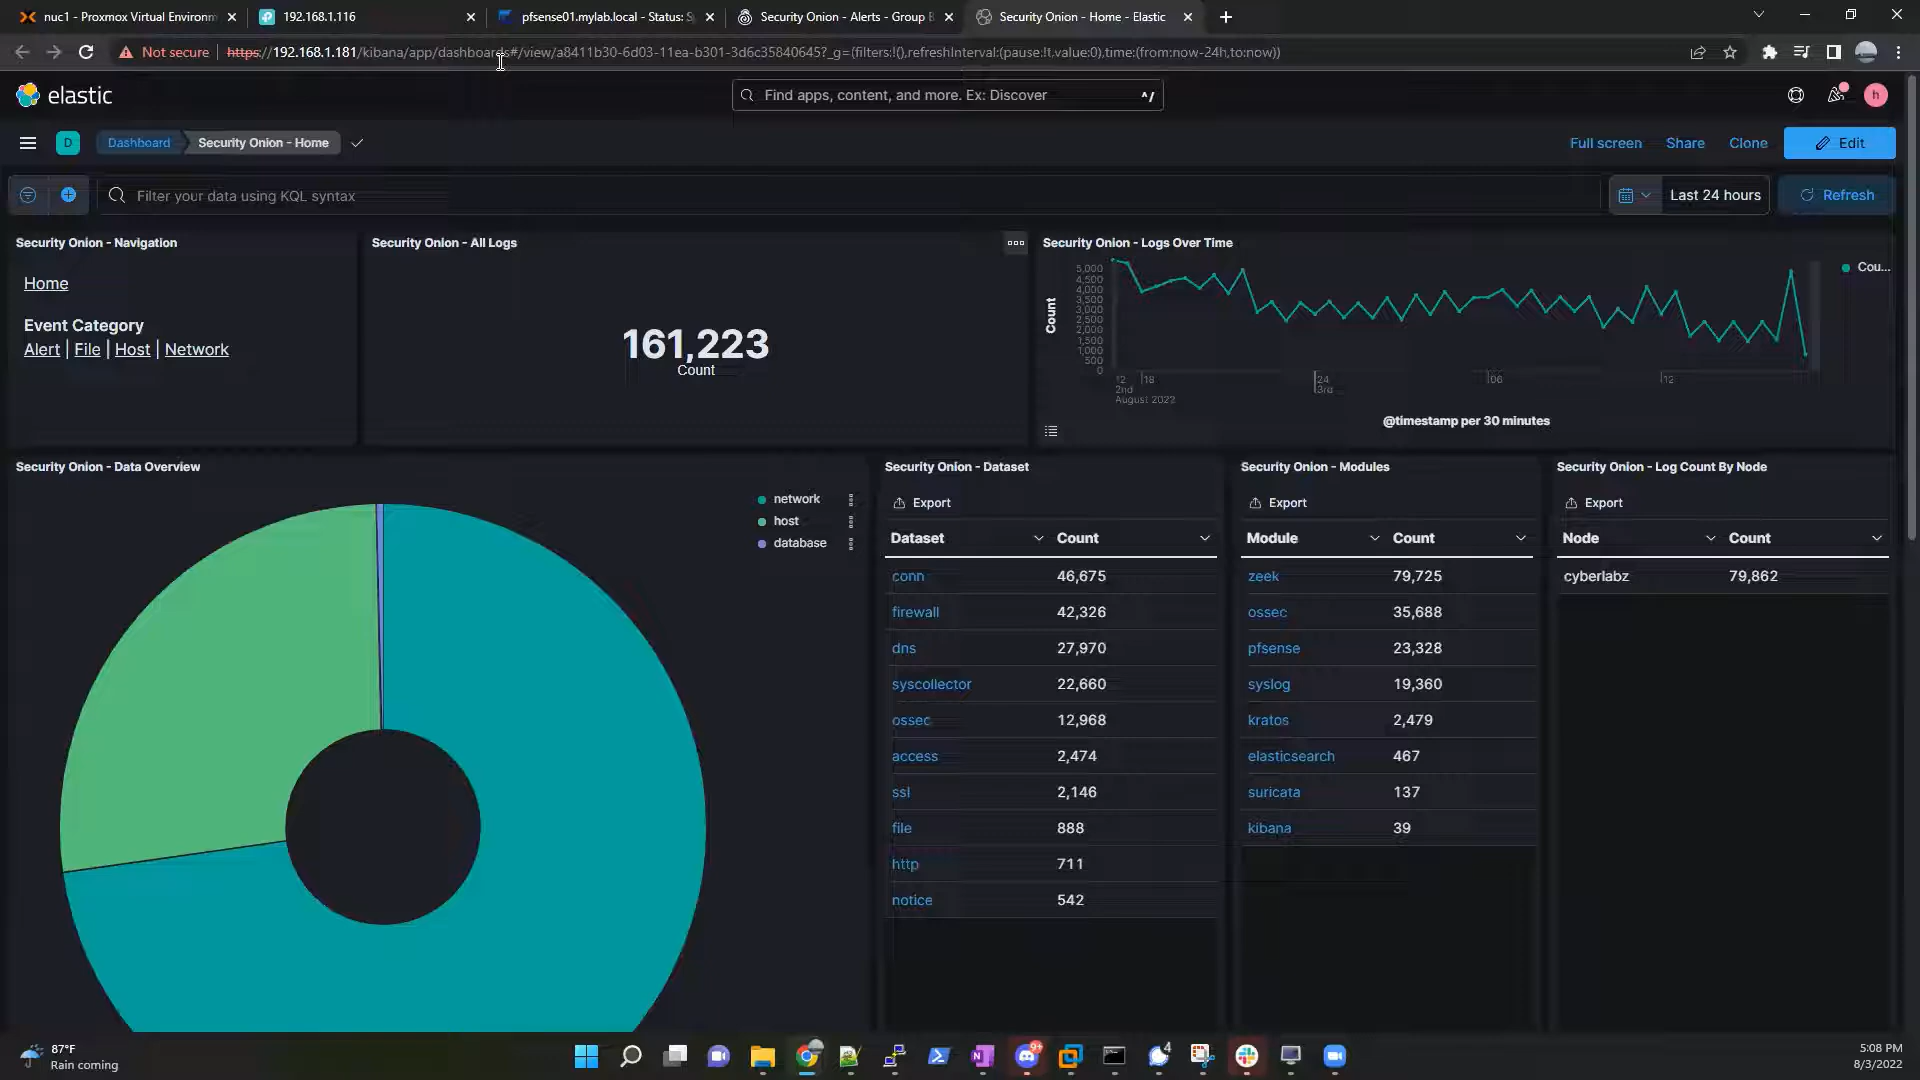 nuc1 - Proxmox Virtual Environm
192.168.1.116
pfsense01.mylab.local - Status: S
Security Onion - Alerts - Group B
Security Onion - Home - Elastic
Not secure
https://192.168.1.181/kibana/app/dashboards#/view/a8411b30-6d03-11ea-b301-3d6c35840645?_g=(filters:!(),refreshInterval:(pause:!t,value:0),time:(from:now-24h,to:now))
elastic
Find apps, content, and more. Ex: Discover
^/
h
D
Dashboard
Security Onion - Home
Full screen
Share
Clone
Edit
Filter your data using KQL syntax
Last 24 hours
Refresh
Security Onion - Navigation
Home
Event Category
Alert | File | Host | Network
Security Onion - All Logs
161,223
Count
Security Onion - Logs Over Time
Count
5,000
4,500
4,000
3,500
3,000
2,500
2,000
1,500
1,000
500
0
12
18
24
06
12
2nd
3rd
August 2022
@timestamp per 30 minutes
Cou...
Security Onion - Data Overview
network
host
database
Security Onion - Dataset
Export
Dataset Count
conn 46,675
firewall 42,326
dns 27,970
syscollector 22,660
ossec 12,968
access 2,474
ssl 2,146
file 888
http 711
notice 542
Security Onion - Modules
Export
Module Count
zeek 79,725
ossec 35,688
pfsense 23,328
syslog 19,360
kratos 2,479
elasticsearch 467
suricata 137
kibana 39
Security Onion - Log Count By Node
Export
Node Count
cyberlabz 79,862
87°F
Rain coming
9+
4
5:08 PM
8/3/2022